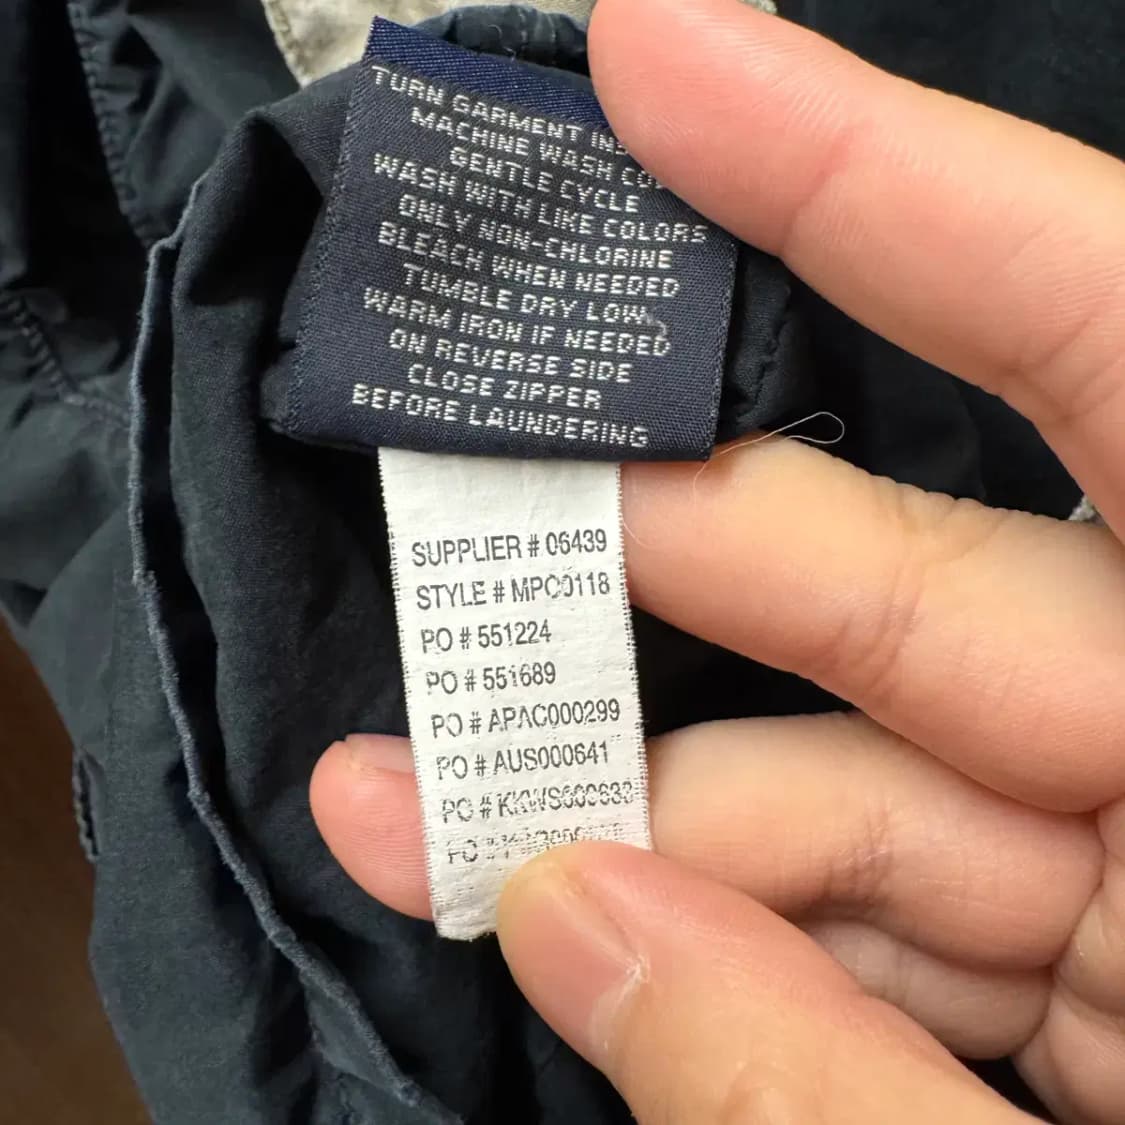 TURN GARMENT
MACHINE WASH
GENTLE CYCLE
WASH WITH LIKE COLORS
ONLY NON-CHLORINE
BLEACH WHEN NEEDED
TUMBLE DRY LOW
WARM IRON IF NEEDED
ON REVERSE SIDE
CLOSE ZIPPER
BEFORE LAUNDERING
SUPPLIER # 06439
STYLE # MPC0118
PO # 551224
PO # 551689
PO # APAC000299
PO # AUS000641
PO #
PO #